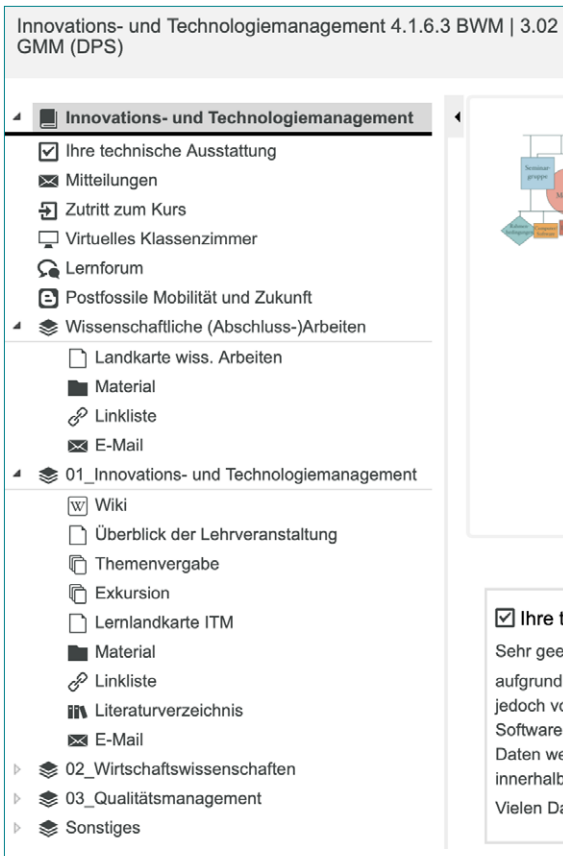 Innovations- und Technologiemanagement 4.1.6.3 BWM | 3.02
GMM (DPS)
Innovations- und Technologiemanagement
Ihre technische Ausstattung
Mitteilungen
Zutritt zum Kurs
Virtuelles Klassenzimmer
Lernforum
Postfossile Mobilität und Zukunft
Wissenschaftliche (Abschluss-)Arbeiten
Landkarte wiss. Arbeiten
Material
Linkliste
E-Mail
01_Innovations- und Technologiemanagement
Wiki
Überblick der Lehrveranstaltung
Themenvergabe
Exkursion
Lernlandkarte ITM
Material
Linkliste
Literaturverzeichnis
E-Mail
02_Wirtschaftswissenschaften
03_Qualitätsmanagement
Sonstiges
Seminar-
gruppe
Ihre t
Sehr gee
aufgrund
jedoch vo
Software
Daten we
innerhalb
Vielen Da